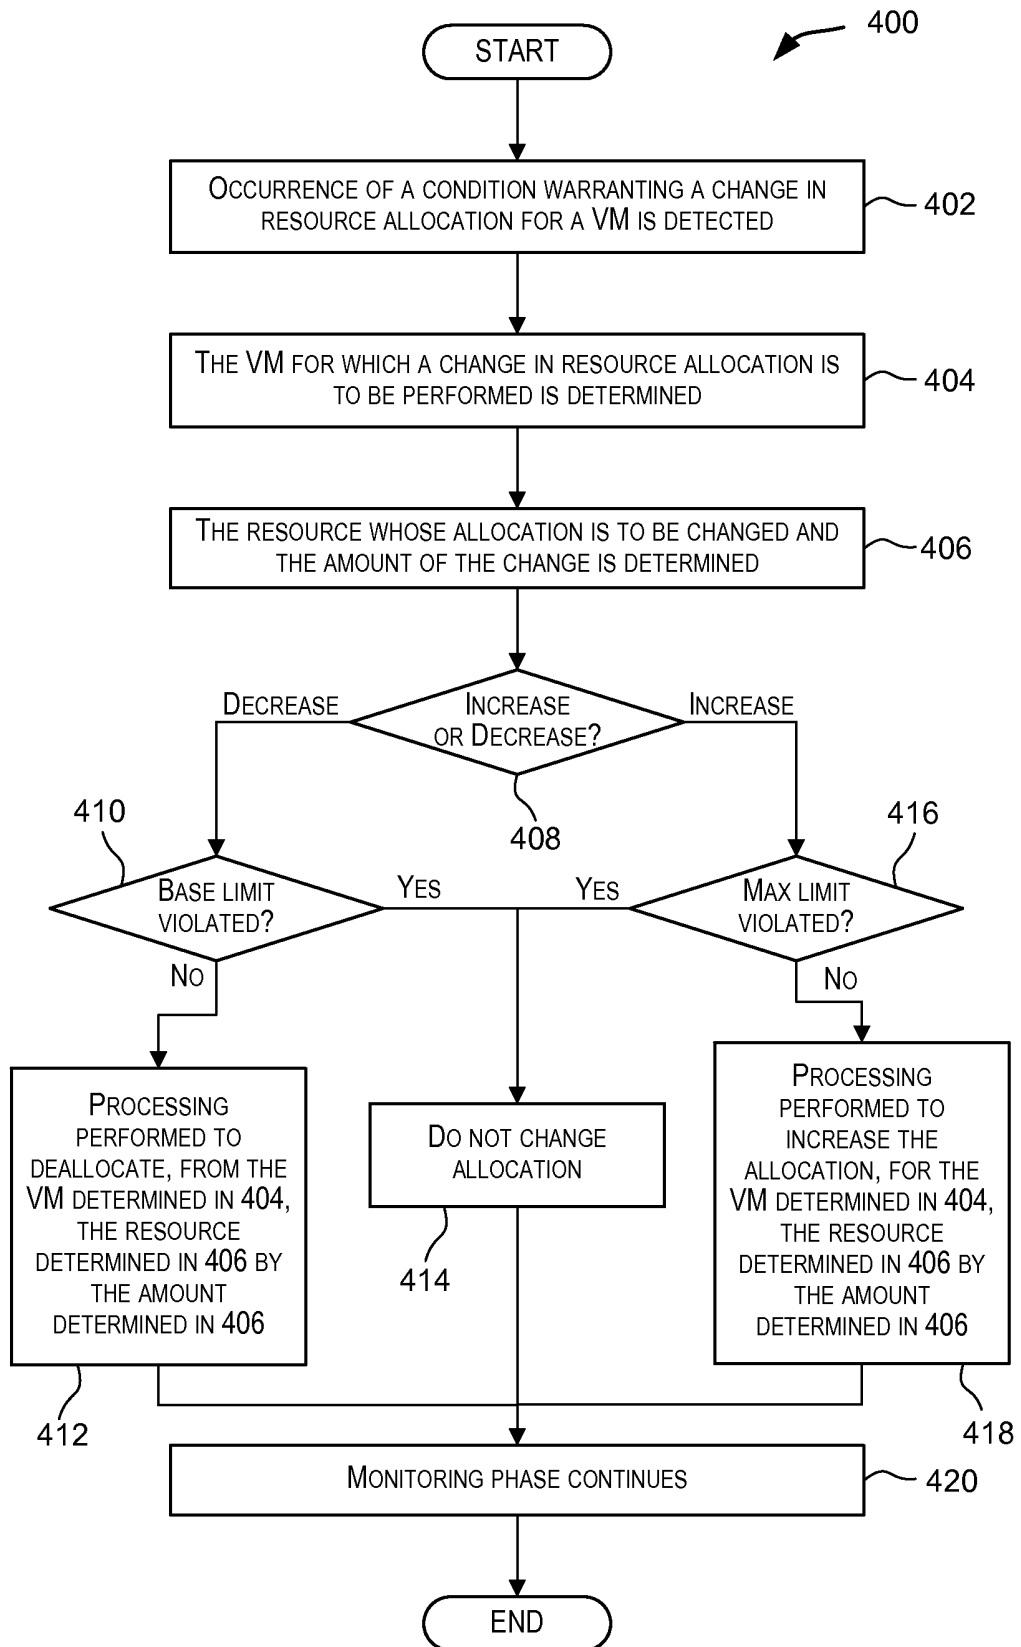 START
400
OCCURRENCE OF A CONDITION WARRANTING A CHANGE IN
RESOURCE ALLOCATION FOR A VM IS DETECTED
402
THE VM FOR WHICH A CHANGE IN RESOURCE ALLOCATION IS
TO BE PERFORMED IS DETERMINED
404
THE RESOURCE WHOSE ALLOCATION IS TO BE CHANGED AND
THE AMOUNT OF THE CHANGE IS DETERMINED
406
DECREASE
INCREASE
OR DECREASE?
INCREASE
408
410
BASE LIMIT
VIOLATED?
YES
NO
416
MAX LIMIT
VIOLATED?
YES
NO
PROCESSING
PERFORMED TO
DEALLOCATE, FROM THE
VM DETERMINED IN 404,
THE RESOURCE
DETERMINED IN 406 BY
THE AMOUNT
DETERMINED IN 406
412
DO NOT CHANGE
ALLOCATION
414
PROCESSING
PERFORMED TO
INCREASE THE
ALLOCATION, FOR THE
VM DETERMINED IN 404,
THE RESOURCE
DETERMINED IN 406 BY
THE AMOUNT
DETERMINED IN 406
418
MONITORING PHASE CONTINUES
420
END